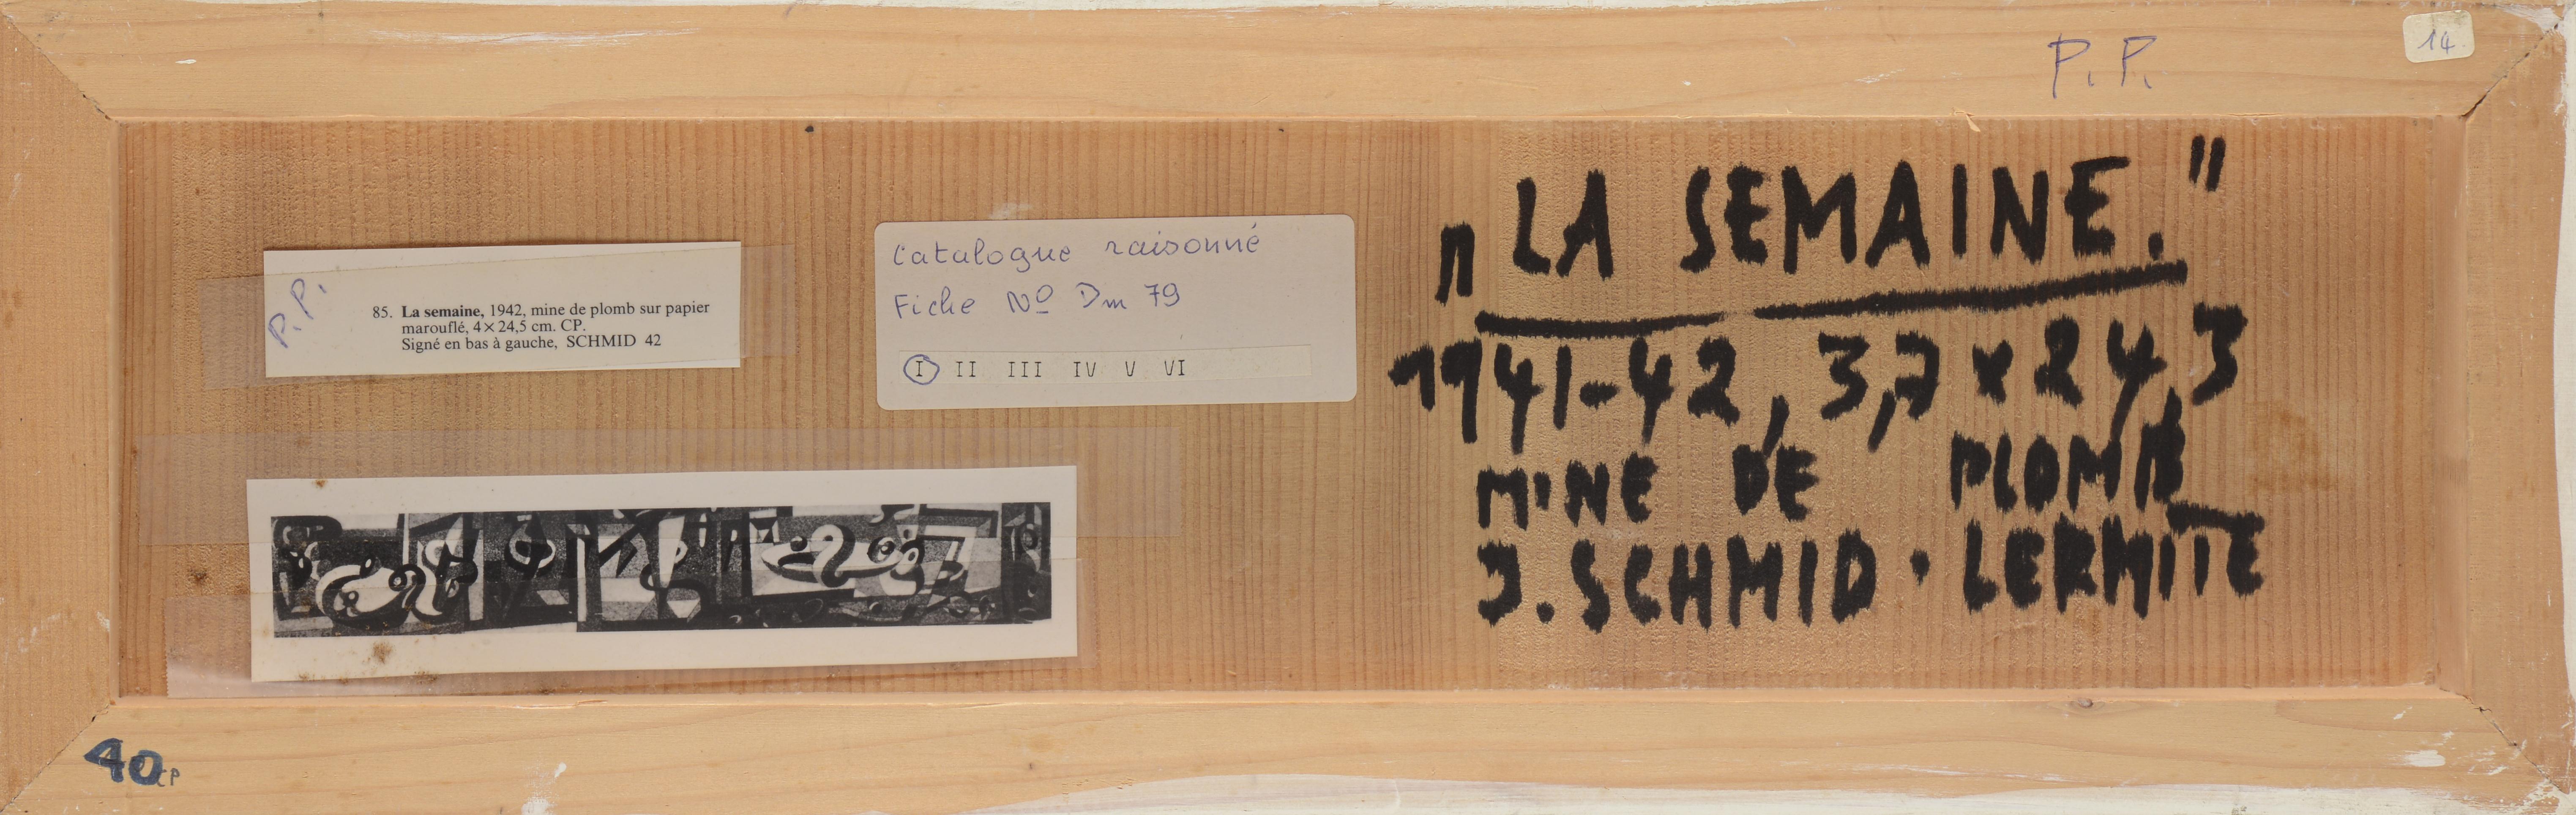 P. P.
14
P. P.
85. La semaine, 1942, mine de plomb sur papier
marouflé, 4 × 24,5 cm. CP.
Signé en bas à gauche, SCHMID 42
Catalogue raisonné
Fiche Nº Dm 79
I II III IV V VI
„LA SEMAINE."
1941-42, 3,7 x 24,3
MINE DE PLOMB
J. SCHMID · LERMITE
40 CP